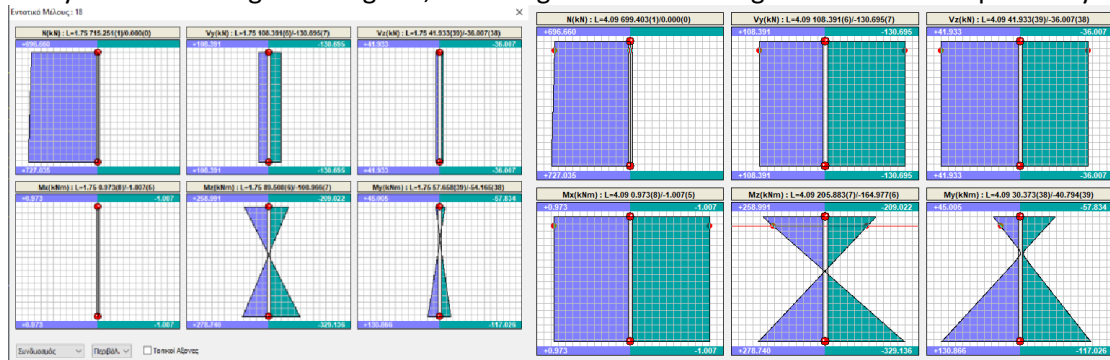 Εντατικά Μέλους : 18
N(kN) : L=1.75 715.251(1)/0.000(0)
+696.660
+727.035
Vy(kN) : L=1.75 108.391(6)/-130.695(7)
+108.391 -130.695
+108.391 -130.695
Vz(kN) : L=1.75 41.933(39)/-36.007(38)
+41.933 -36.007
+41.933 -36.007
Mx(kNm) : L=1.75 0.973(8)/-1.007(5)
+0.973 -1.007
+0.973 -1.007
Mz(kNm) : L=1.75
+258.991 -209.022
+278.740 -329.136
My(kNm) : L=1.75 57.658(39)/-54.165(38)
+45.005 -57.834
+130.866 -117.026
Συνδυασμός
Περιβάλ.
Τοπικοί Αξονες
N(kN) : L=4.09 699.403(1)/0.000(0)
+696.660
+727.035
Vy(kN) : L=4.09 108.391(6)/-130.695(7)
+108.391 -130.695
+108.391 -130.695
Vz(kN) : L=4.09 41.933(39)/-36.007(38)
+41.933 -36.007
+41.933 -36.007
Mx(kNm) : L=4.09 0.973(8)/-1.007(5)
+0.973 -1.007
+0.973 -1.007
Mz(kNm) : L=4.09 205.883(7)/-164.977(6)
+258.991 -209.022
+278.740 -329.136
My(kNm) : L=4.09 30.373(38)/-40.794(39)
+45.005 -57.834
+130.866 -117.026